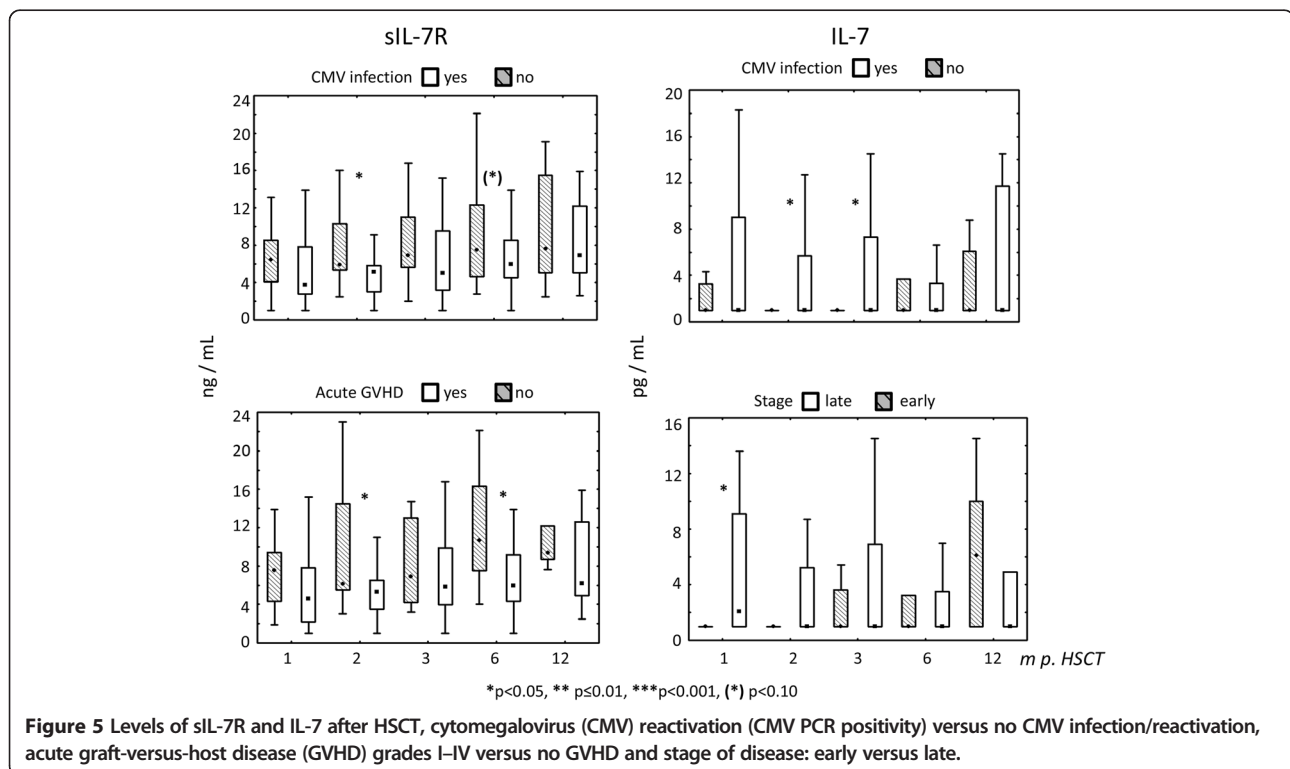 sIL-7R
IL-7
CMV infection yes no
CMV infection yes no
24
20
16
12
8
4
0
20
16
12
8
4
0
* (*)
* *
ng / mL
pg / mL
Acute GVHD yes no
Stage late early
24
20
16
12
8
4
0
16
12
8
4
0
* *
*
1 2 3 6 12
1 2 3 6 12 m p. HSCT
*p<0.05, ** p≤0.01, ***p<0.001, (*) p<0.10
Figure 5 Levels of sIL-7R and IL-7 after HSCT, cytomegalovirus (CMV) reactivation (CMV PCR positivity) versus no CMV infection/reactivation,
acute graft-versus-host disease (GVHD) grades I–IV versus no GVHD and stage of disease: early versus late.